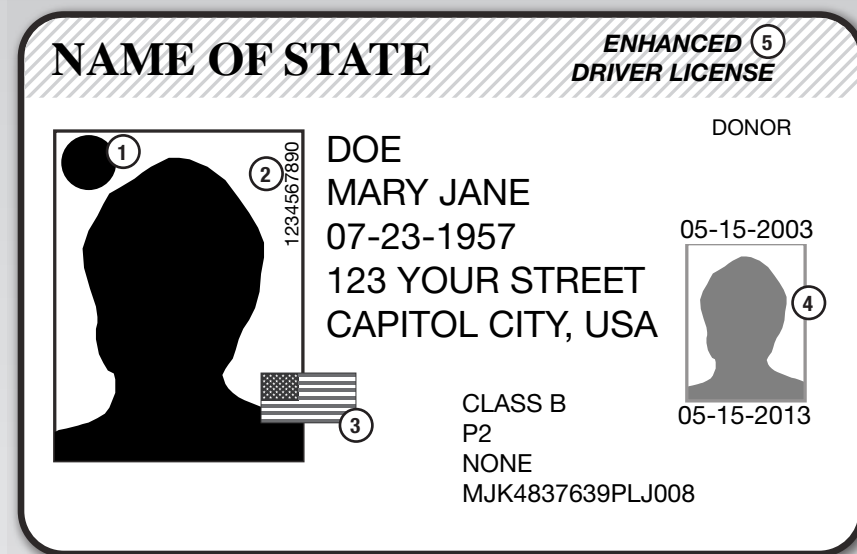 NAME OF STATE
ENHANCED 5
DRIVER LICENSE
DONOR
1
2
1234567890
DOE
MARY JANE
07-23-1957
123 YOUR STREET
CAPITOL CITY, USA
05-15-2003
4
05-15-2013
3
CLASS B
P2
NONE
MJK4837639PLJ008